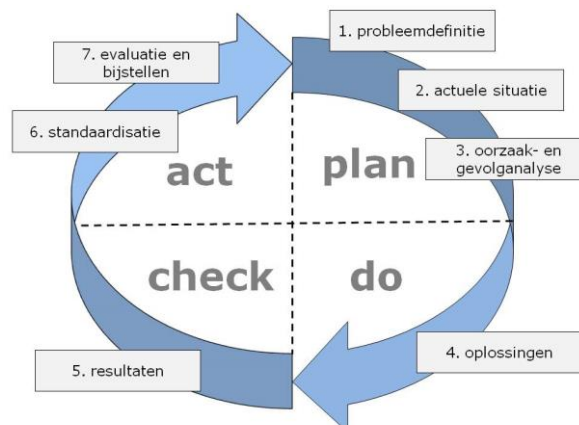 1. probleemdefinitie
2. actuele situatie
3. oorzaak- en
gevolganalyse
4. oplossingen
5. resultaten
6. standaardisatie
7. evaluatie en
bijstellen
act
plan
check
do